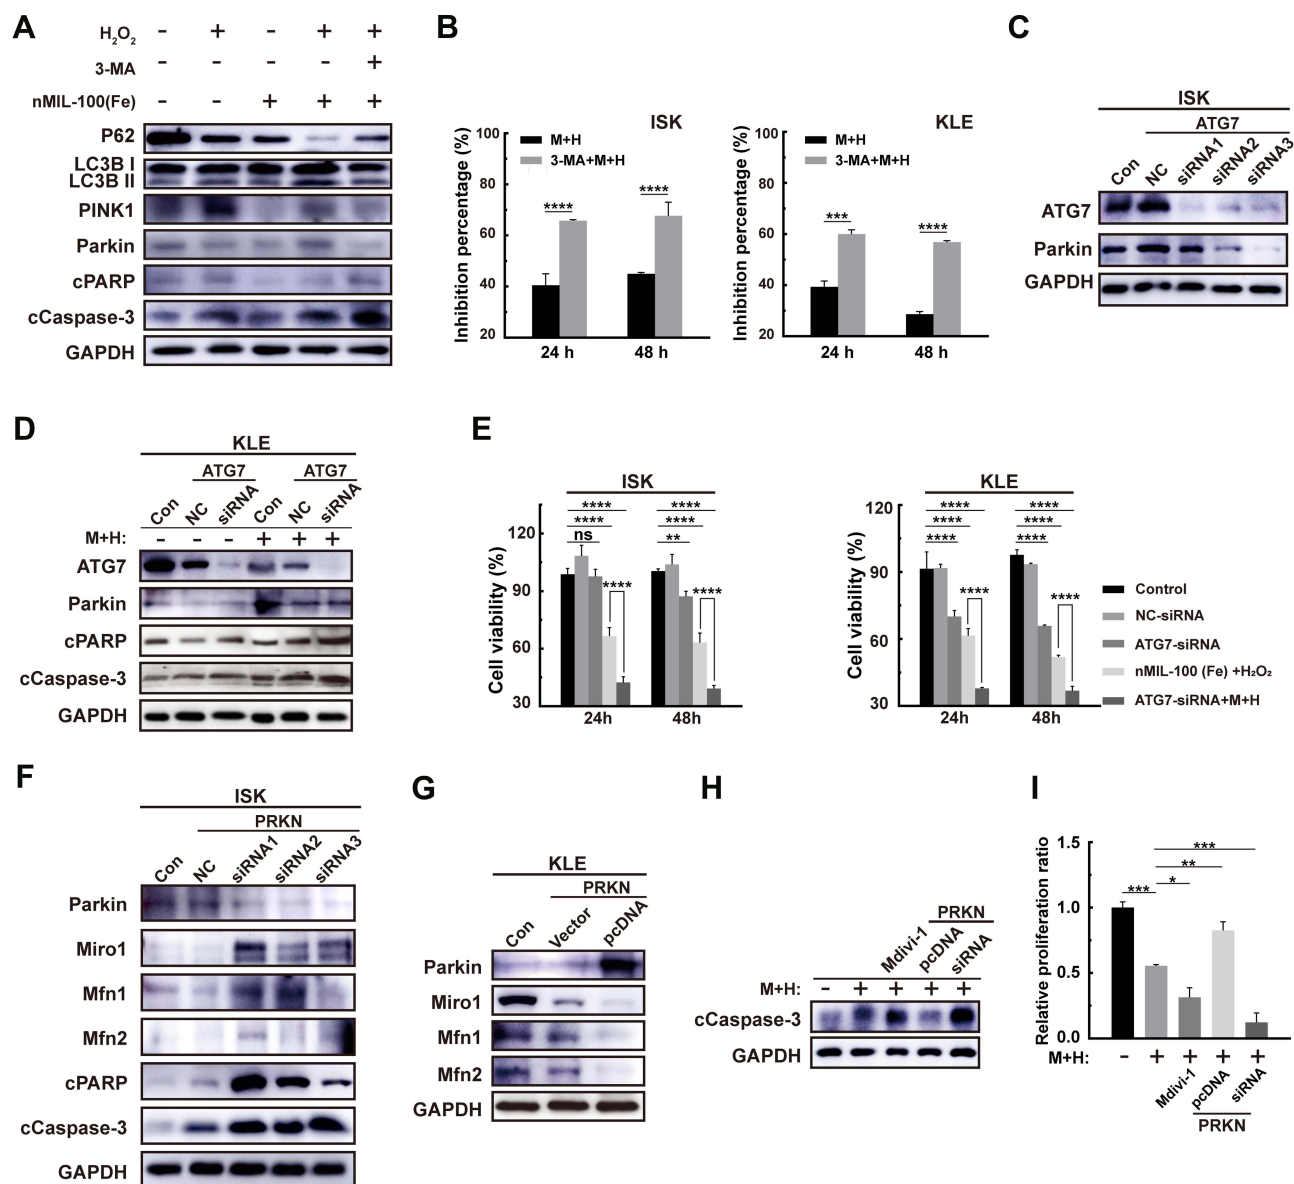 A
H₂O₂ - + - + +
3-MA - - - - +
nMIL-100(Fe) - - + + +
P62
LC3B I
LC3B II
PINK1
Parkin
cPARP
cCaspase-3
GAPDH
B
ISK
M+H
3-MA+M+H
Inhibition percentage (%)
100
80
60
40
20
****
****
24 h 48 h
KLE
M+H
3-MA+M+H
Inhibition percentage (%)
100
80
60
40
20
***
****
24 h 48 h
C
ISK
ATG7
Con NC siRNA1 siRNA2 siRNA3
ATG7
Parkin
GAPDH
D
KLE
ATG7 ATG7
Con NC siRNA Con NC siRNA
M+H: - - - + + +
ATG7
Parkin
cPARP
cCaspase-3
GAPDH
E
ISK
Cell viability (%)
120
90
60
30
**** ****
**** ****
ns **
**** ****
24h 48h
KLE
Cell viability (%)
120
90
60
30
**** ****
**** ****
**** ****
**** ****
24h 48h
Control
NC-siRNA
ATG7-siRNA
nMIL-100 (Fe) +H₂O₂
ATG7-siRNA+M+H
F
ISK
PRKN
Con NC siRNA1 siRNA2 siRNA3
Parkin
Miro1
Mfn1
Mfn2
cPARP
cCaspase-3
GAPDH
G
KLE
PRKN
Con Vector pcDNA
Parkin
Miro1
Mfn1
Mfn2
GAPDH
H
PRKN
Mdivi-1 pcDNA siRNA
M+H: - + + + +
cCaspase-3
GAPDH
I
Relative proliferation ratio
1.5
1.0
0.5
0.0
***
**
*** *
M+H: - + + + +
Mdivi-1 pcDNA siRNA
PRKN